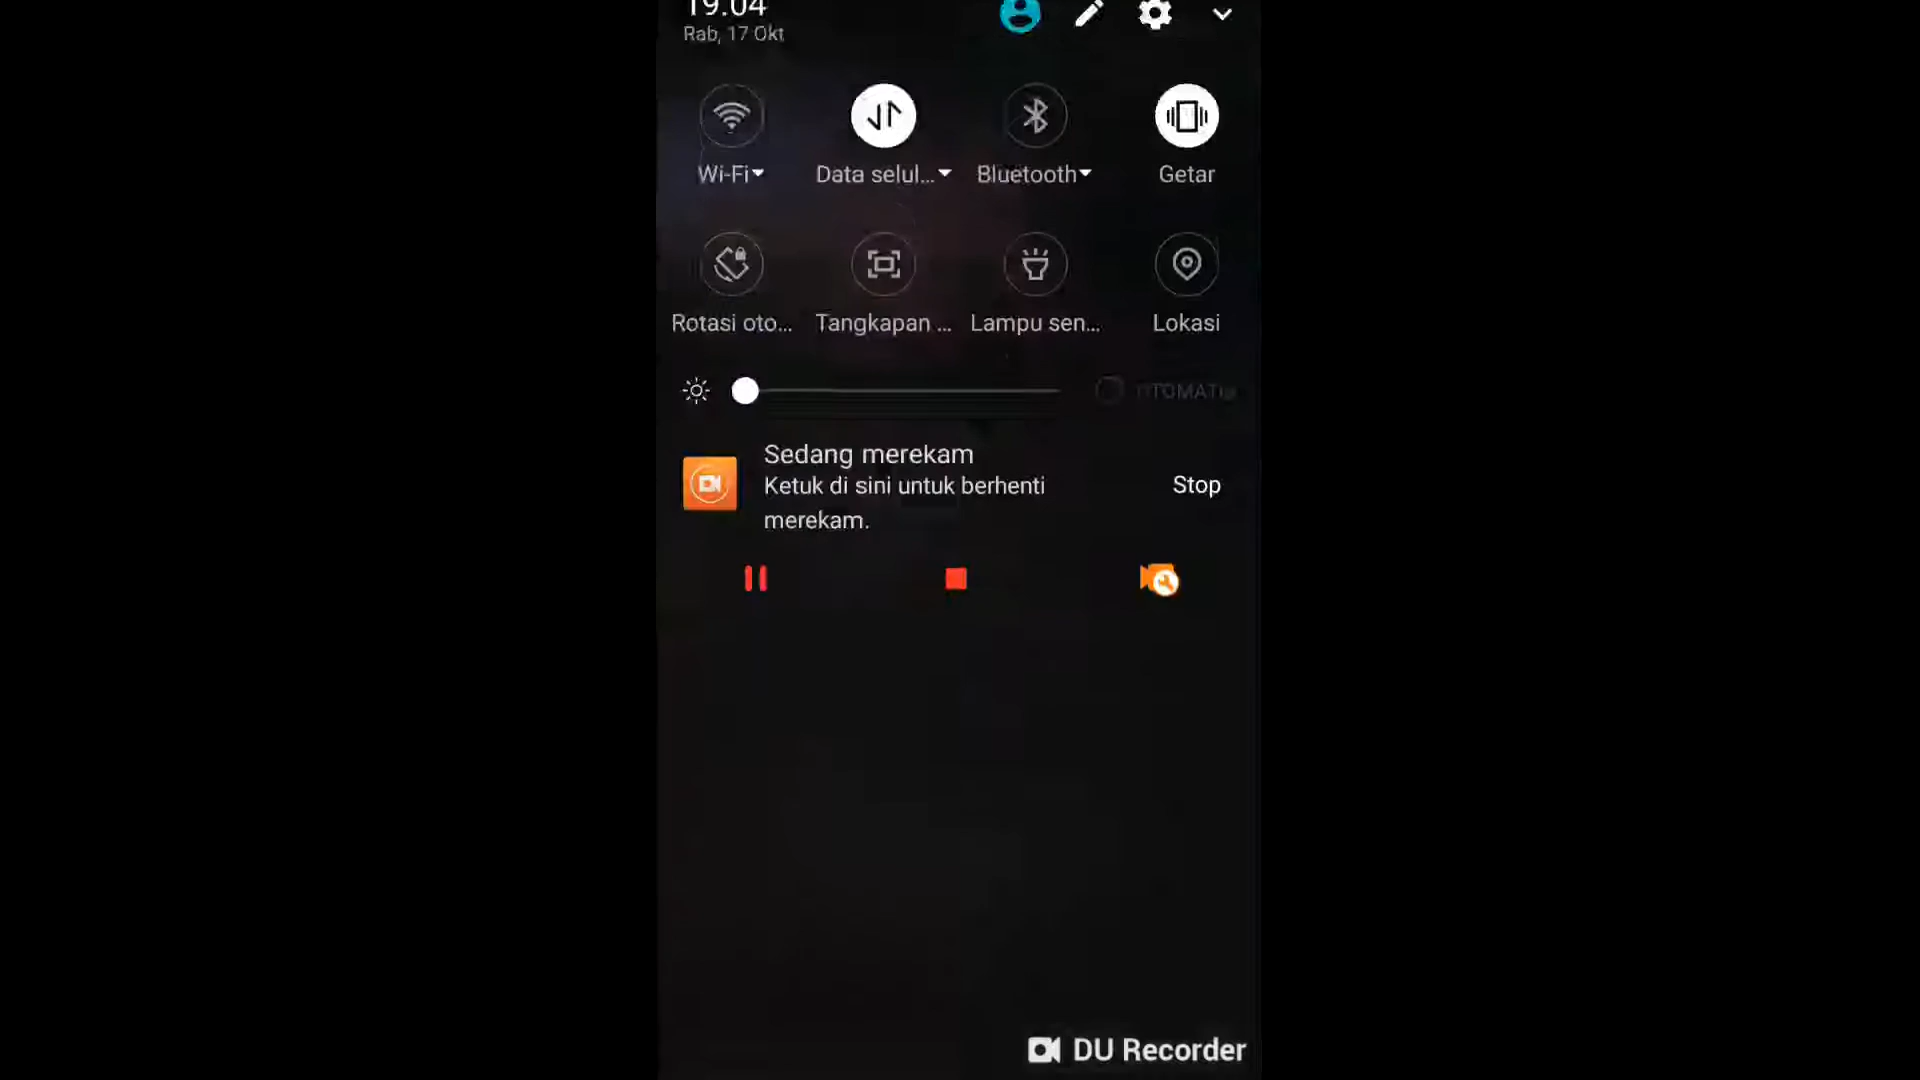 19.04
Rab, 17 Okt
Wi-Fi
Data selul...
Bluetooth
Getar
Rotasi oto...
Tangkapan ...
Lampu sen...
Lokasi
OTOMATIS
Sedang merekam
Ketuk di sini untuk berhenti
merekam.
Stop
DU Recorder